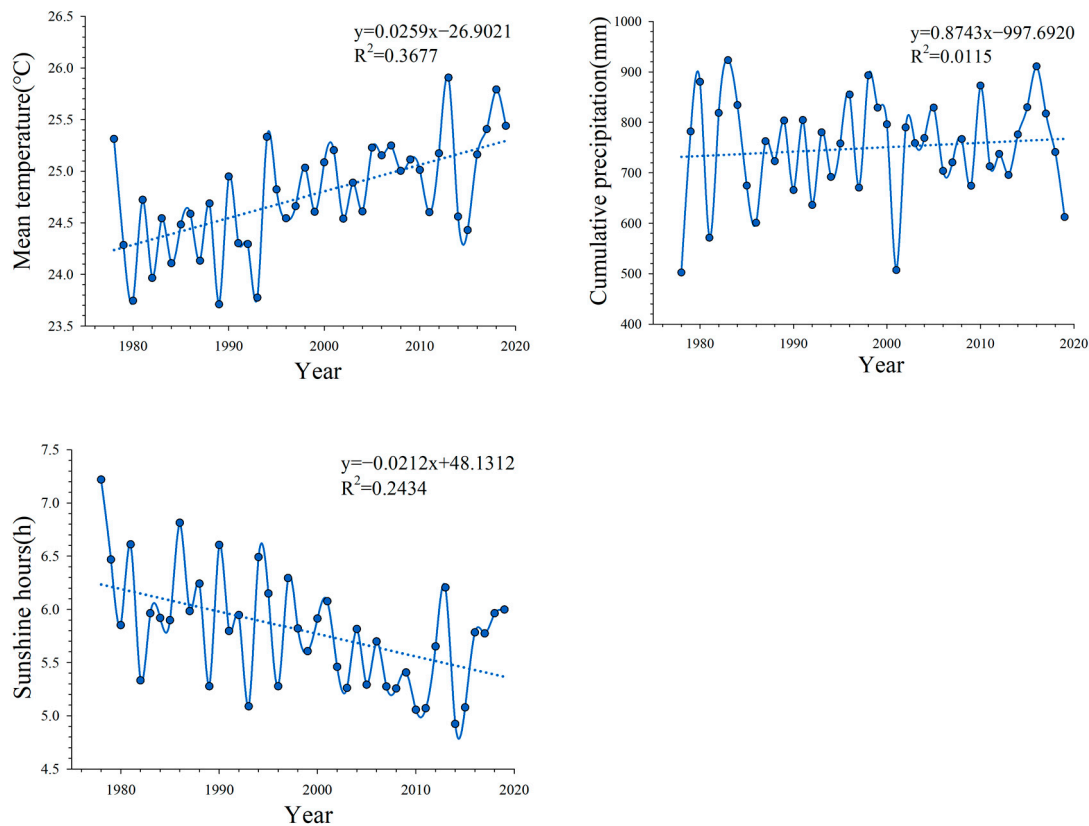 y=0.0259x−26.9021
R²=0.3677
26.5
26.0
25.5
25.0
24.5
24.0
23.5
Mean temperature(°C)
1980 1990 2000 2010 2020
Year
y=0.8743x−997.6920
R²=0.0115
1000
900
800
700
600
500
400
Cumulative precipitation(mm)
1980 1990 2000 2010 2020
Year
y=−0.0212x+48.1312
R²=0.2434
7.5
7.0
6.5
6.0
5.5
5.0
4.5
Sunshine hours(h)
1980 1990 2000 2010 2020
Year